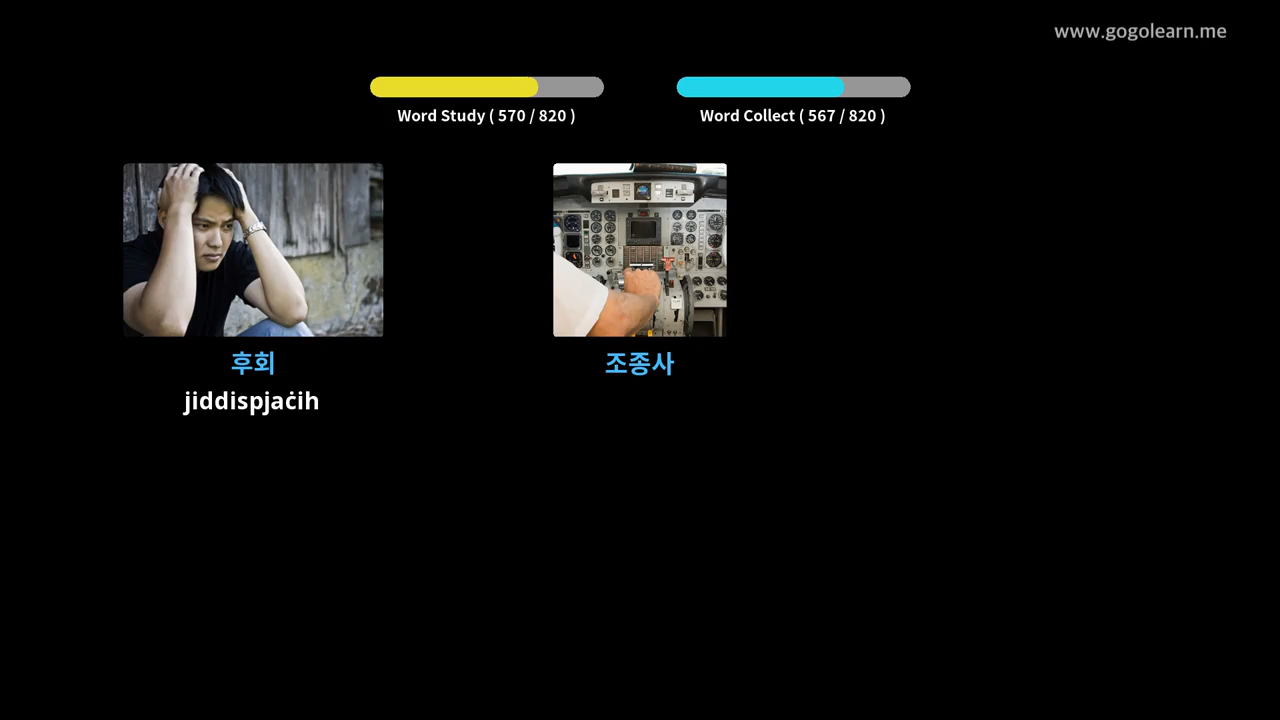 www.gogolearn.me
Word Study ( 570 / 820 )
Word Collect ( 567 / 820 )
후회
조종사
jiddispjaċih